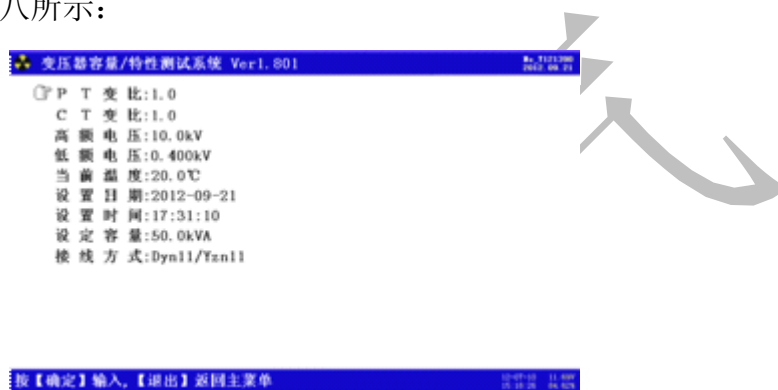 八所示：
变压器容量/特性测试系统 Ver1.801
No_T121200
2012_09.21
P T 变 比:1.0
C T 变 比:1.0
高 额 电 压:10.0kV
低 额 电 压:0.400kV
当 前 温 度:20.0℃
设 置 日 期:2012-09-21
设 置 时 间:17:31:10
设 定 容 量:50.0kVA
接 线 方 式:Dyn11/Yzn11
按【确定】输入,【退出】返回主菜单